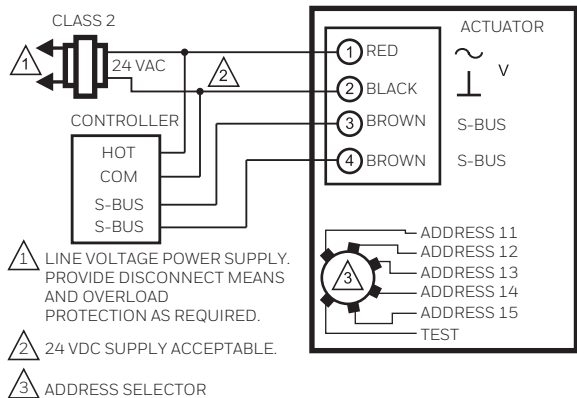 CLASS 2
ACTUATOR
1 24 VAC
2
1 RED
V
2 BLACK
CONTROLLER
3 BROWN S-BUS
HOT
COM
4 BROWN S-BUS
S-BUS
S-BUS
ADDRESS 11
ADDRESS 12
3 ADDRESS 13
ADDRESS 14
ADDRESS 15
TEST
1 LINE VOLTAGE POWER SUPPLY.
PROVIDE DISCONNECT MEANS
AND OVERLOAD
PROTECTION AS REQUIRED.
2 24 VDC SUPPLY ACCEPTABLE.
3 ADDRESS SELECTOR